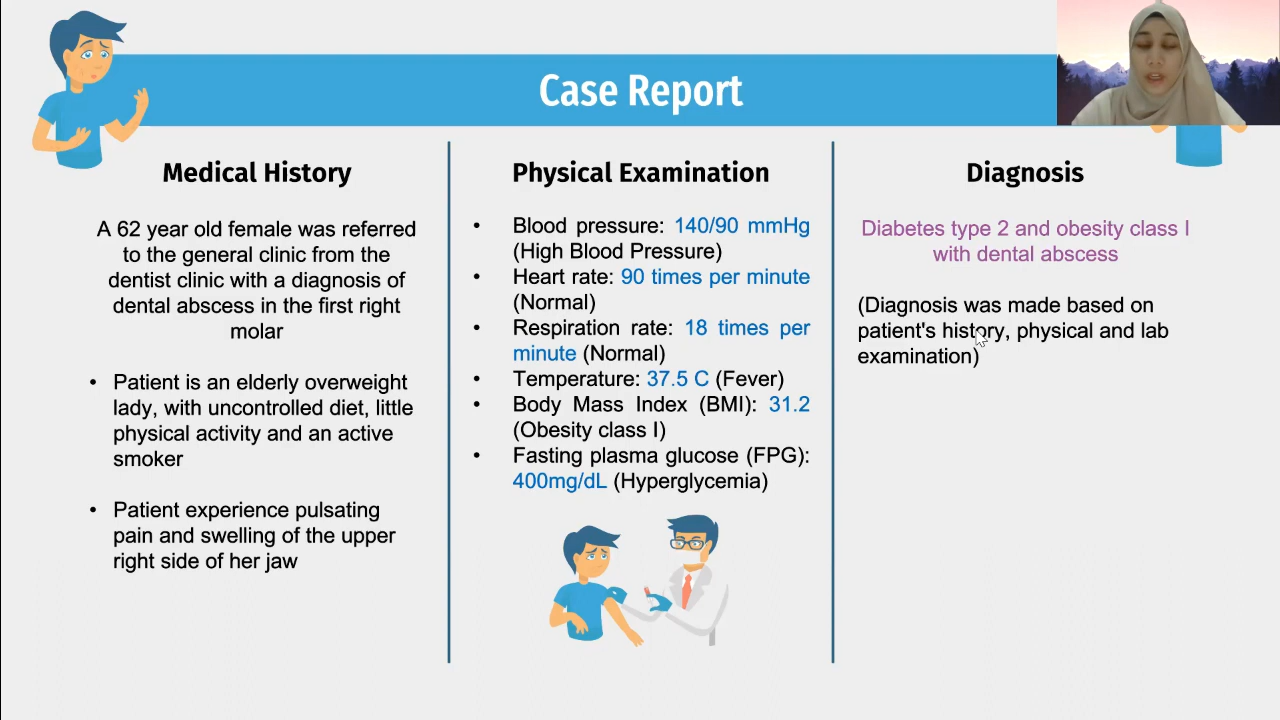 Case Report
Medical History
A 62 year old female was referred
to the general clinic from the
dentist clinic with a diagnosis of
dental abscess in the first right
molar
• Patient is an elderly overweight
lady, with uncontrolled diet, little
physical activity and an active
smoker
• Patient experience pulsating
pain and swelling of the upper
right side of her jaw
Physical Examination
• Blood pressure: 140/90 mmHg
(High Blood Pressure)
• Heart rate: 90 times per minute
(Normal)
• Respiration rate: 18 times per
minute (Normal)
• Temperature: 37.5 C (Fever)
• Body Mass Index (BMI): 31.2
(Obesity class I)
• Fasting plasma glucose (FPG):
400mg/dL (Hyperglycemia)
Diagnosis
Diabetes type 2 and obesity class I
with dental abscess
(Diagnosis was made based on
patient's history, physical and lab
examination)